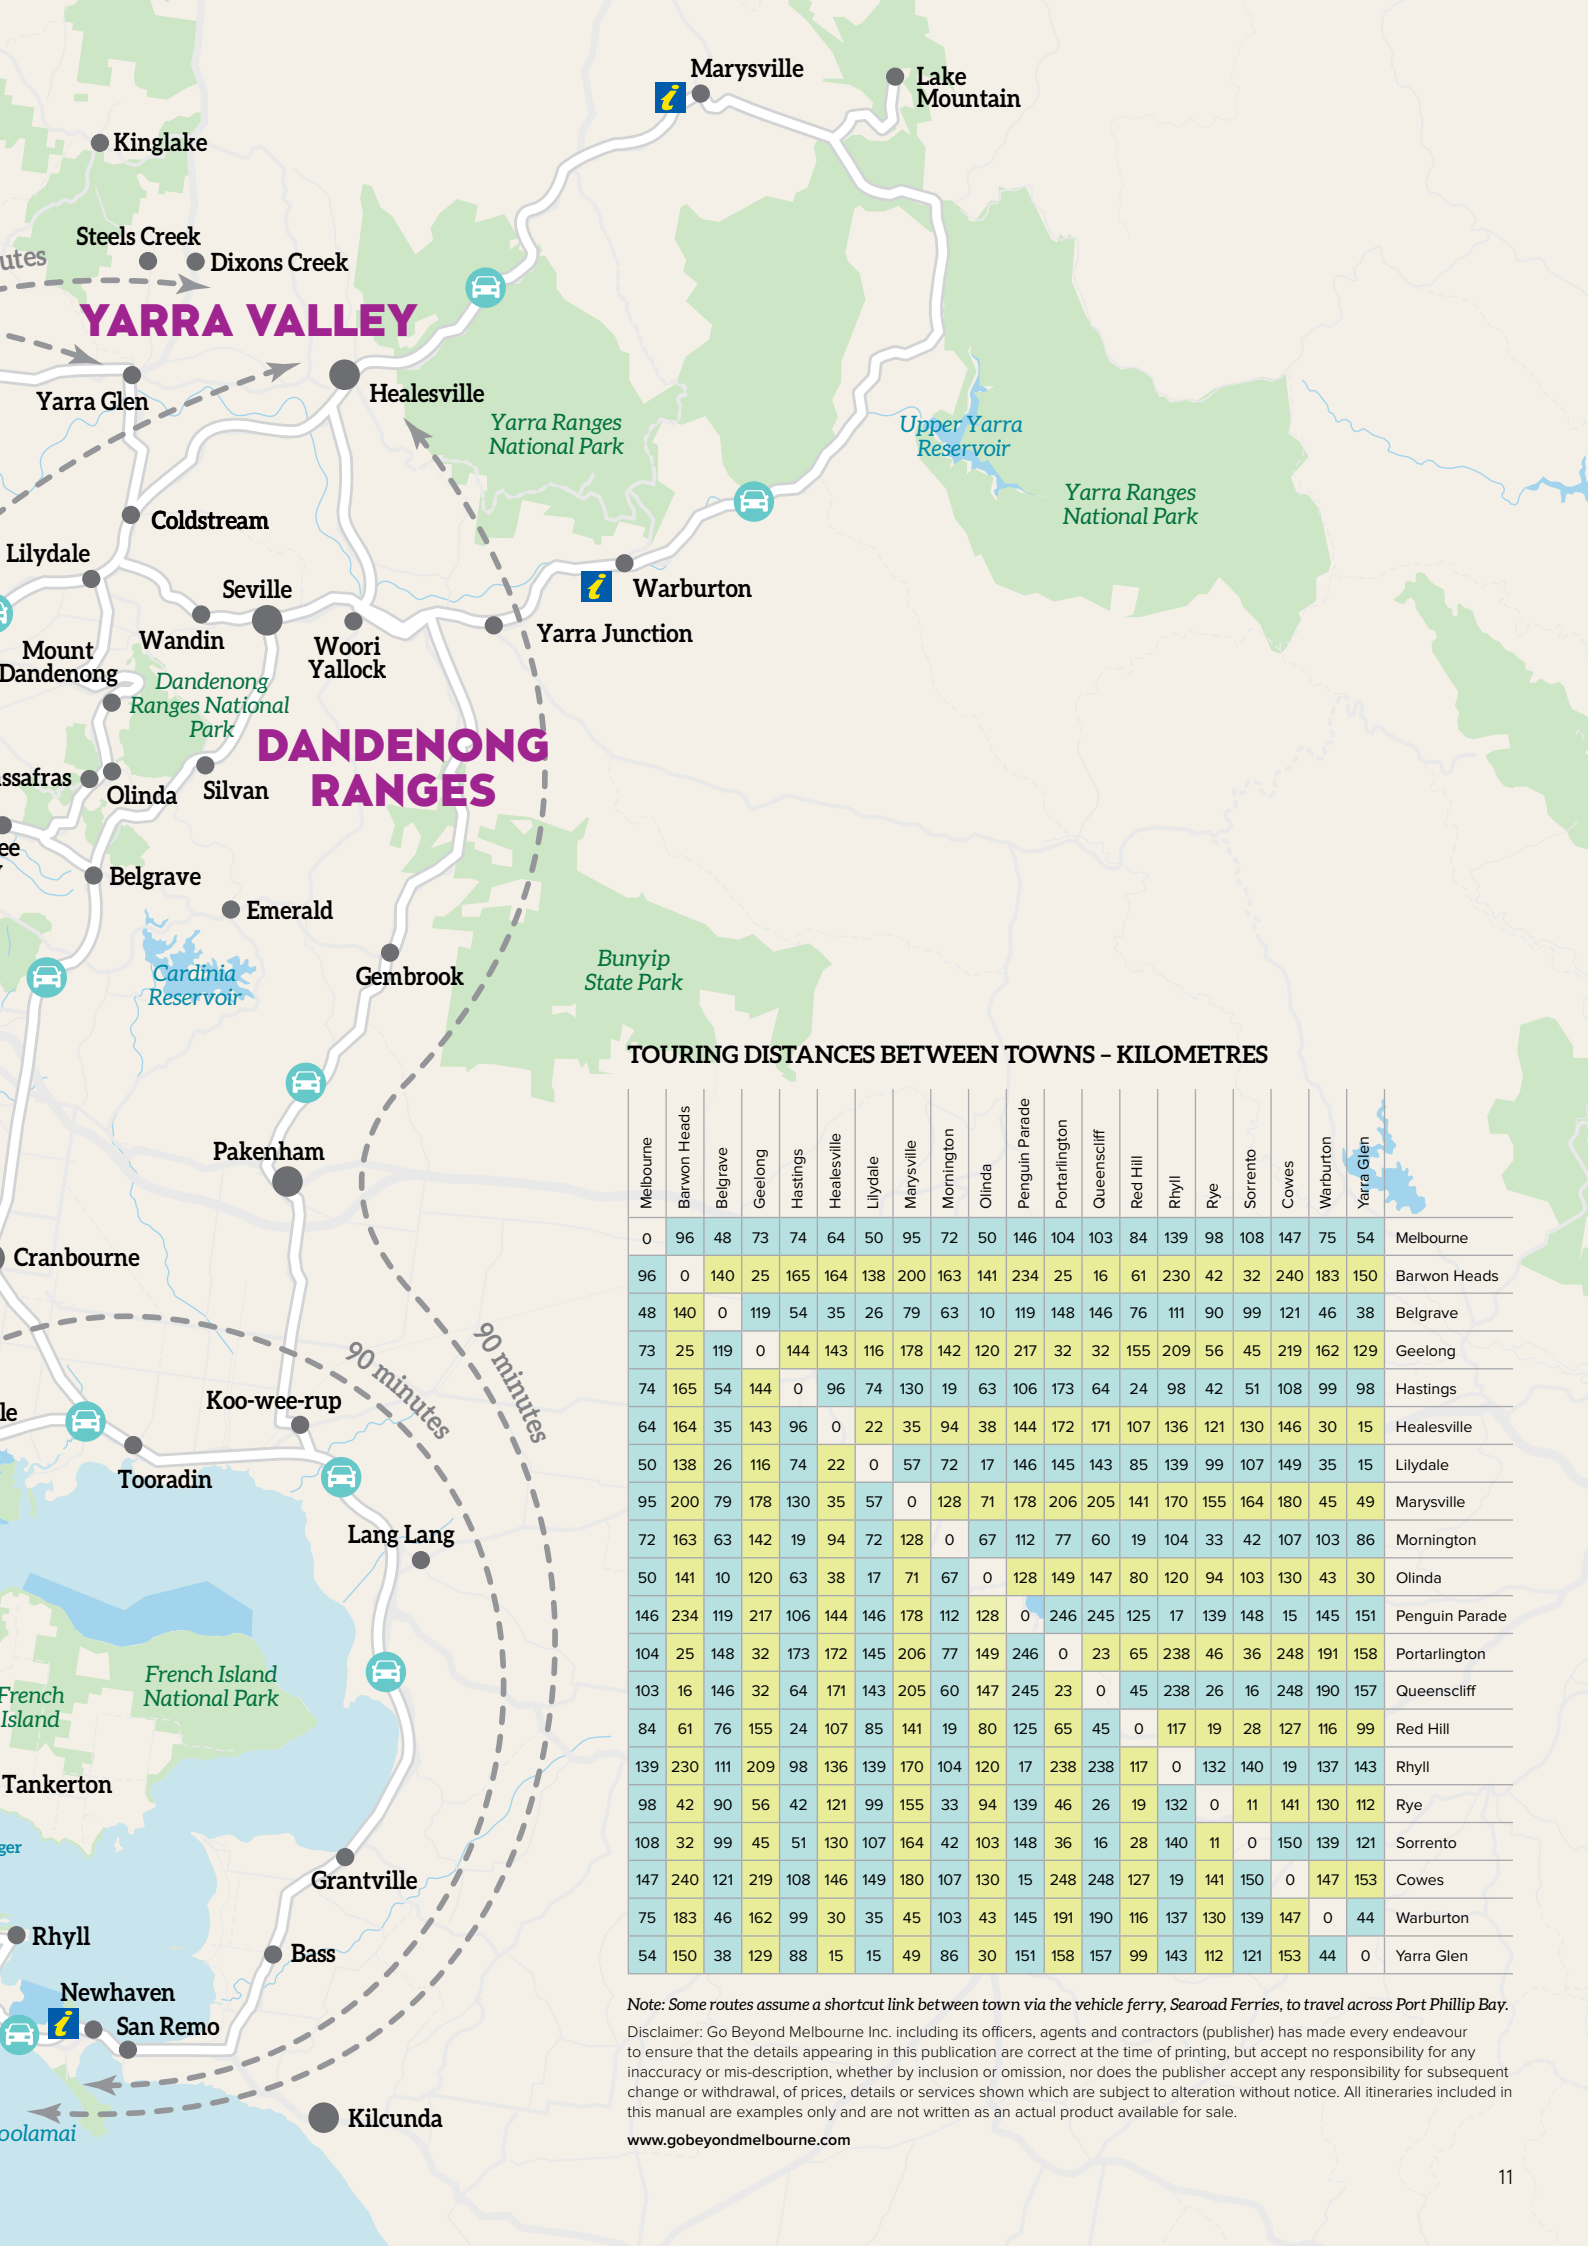 Marysville
Lake
Mountain
Kinglake
Steels Creek
utes
Dixons Creek
YARRA VALLEY
Healesville
Yarra Glen
Yarra Ranges
National Park
Upper Yarra
Reservoir
Yarra Ranges
National Park
Coldstream
Lilydale
Seville
Warburton
Wandin
Mount
Dandenong
Woori
Yallock
Yarra Junction
Dandenong
Ranges National
Park
DANDENONG
RANGES
ssafras
Olinda
Silvan
ee
Belgrave
Emerald
Cardinia
Reservoir
Gembrook
Bunyip
State Park
Pakenham
Cranbourne
90 minutes
90 minutes
Koo-wee-rup
le
Tooradin
Lang Lang
French Island
National Park
French
Island
Tankerton
ger
Grantville
Rhyll
Bass
Newhaven
San Remo
Kilcunda
oolamai
TOURING DISTANCES BETWEEN TOWNS – KILOMETRES
Melbourne Barwon Heads Belgrave Geelong Hastings Healesville Lilydale Marysville Mornington Olinda Penguin Parade Portarlington Queenscliff Red Hill Rhyll Rye Sorrento Cowes Warburton Yarra Glen
0 96 48 73 74 64 50 95 72 50 146 104 103 84 139 98 108 147 75 54 Melbourne
96 0 140 25 165 164 138 200 163 141 234 25 16 61 230 42 32 240 183 150 Barwon Heads
48 140 0 119 54 35 26 79 63 10 119 148 146 76 111 90 99 121 46 38 Belgrave
73 25 119 0 144 143 116 178 142 120 217 32 32 155 209 56 45 219 162 129 Geelong
74 165 54 144 0 96 74 130 19 63 106 173 64 24 98 42 51 108 99 98 Hastings
64 164 35 143 96 0 22 35 94 38 144 172 171 107 136 121 130 146 30 15 Healesville
50 138 26 116 74 22 0 57 72 17 146 145 143 85 139 99 107 149 35 15 Lilydale
95 200 79 178 130 35 57 0 128 71 178 206 205 141 170 155 164 180 45 49 Marysville
72 163 63 142 19 94 72 128 0 67 112 77 60 19 104 33 42 107 103 86 Mornington
50 141 10 120 63 38 17 71 67 0 128 149 147 80 120 94 103 130 43 30 Olinda
146 234 119 217 106 144 146 178 112 128 0 246 245 125 17 139 148 15 145 151 Penguin Parade
104 25 148 32 173 172 145 206 77 149 246 0 23 65 238 46 36 248 191 158 Portarlington
103 16 146 32 64 171 143 205 60 147 245 23 0 45 238 26 16 248 190 157 Queenscliff
84 61 76 155 24 107 85 141 19 80 125 65 45 0 117 19 28 127 116 99 Red Hill
139 230 111 209 98 136 139 170 104 120 17 238 238 117 0 132 140 19 137 143 Rhyll
98 42 90 56 42 121 99 155 33 94 139 46 26 19 132 0 11 141 130 112 Rye
108 32 99 45 51 130 107 164 42 103 148 36 16 28 140 11 0 150 139 121 Sorrento
147 240 121 219 108 146 149 180 107 130 15 248 248 127 19 141 150 0 147 153 Cowes
75 183 46 162 99 30 35 45 103 43 145 191 190 116 137 130 139 147 0 44 Warburton
54 150 38 129 88 15 15 49 86 30 151 158 157 99 143 112 121 153 44 0 Yarra Glen
Note: Some routes assume a shortcut link between town via the vehicle ferry, Searoad Ferries, to travel across Port Phillip Bay.
Disclaimer: Go Beyond Melbourne Inc. including its officers, agents and contractors (publisher) has made every endeavour
to ensure that the details appearing in this publication are correct at the time of printing, but accept no responsibility for any
inaccuracy or mis-description, whether by inclusion or omission, nor does the publisher accept any responsibility for subsequent
change or withdrawal, of prices, details or services shown which are subject to alteration without notice. All itineraries included in
this manual are examples only and are not written as an actual product available for sale.
www.gobeyondmelbourne.com
11